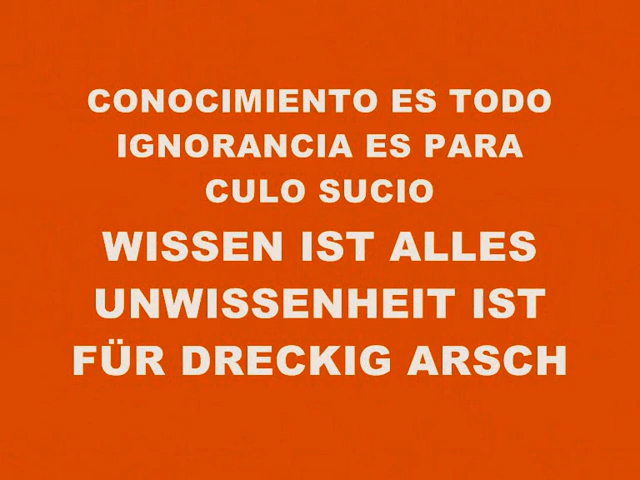 CONOCIMIENTO ES TODO
IGNORANCIA ES PARA
CULO SUCIO
WISSEN IST ALLES
UNWISSENHEIT IST
FÜR DRECKIG ARSCH